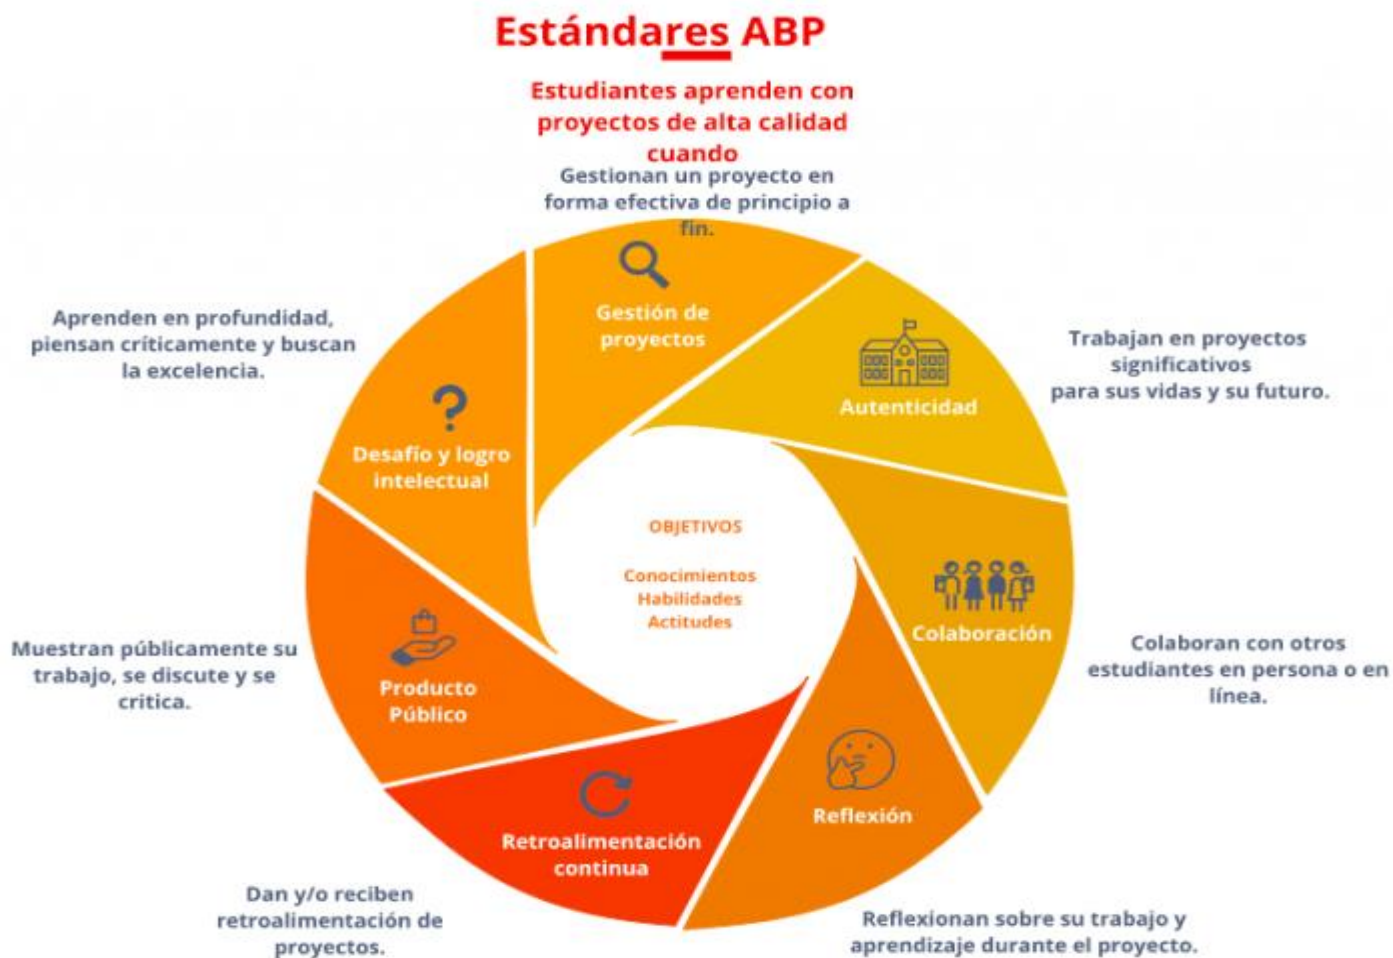 Estándares ABP
Estudiantes aprenden con
proyectos de alta calidad
cuando
Gestionan un proyecto en
forma efectiva de principio a
fin.
Gestión de
proyectos
Autenticidad
Trabajan en proyectos
significativos
para sus vidas y su futuro.
Colaboración
Colaboran con otros
estudiantes en persona o en
línea.
Reflexión
Reflexionan sobre su trabajo y
aprendizaje durante el proyecto.
Retroalimentación
continua
Dan y/o reciben
retroalimentación de
proyectos.
Producto
Público
Muestran públicamente su
trabajo, se discute y se
critica.
Desafío y logro
intelectual
Aprenden en profundidad,
piensan críticamente y buscan
la excelencia.
OBJETIVOS
Conocimientos
Habilidades
Actitudes